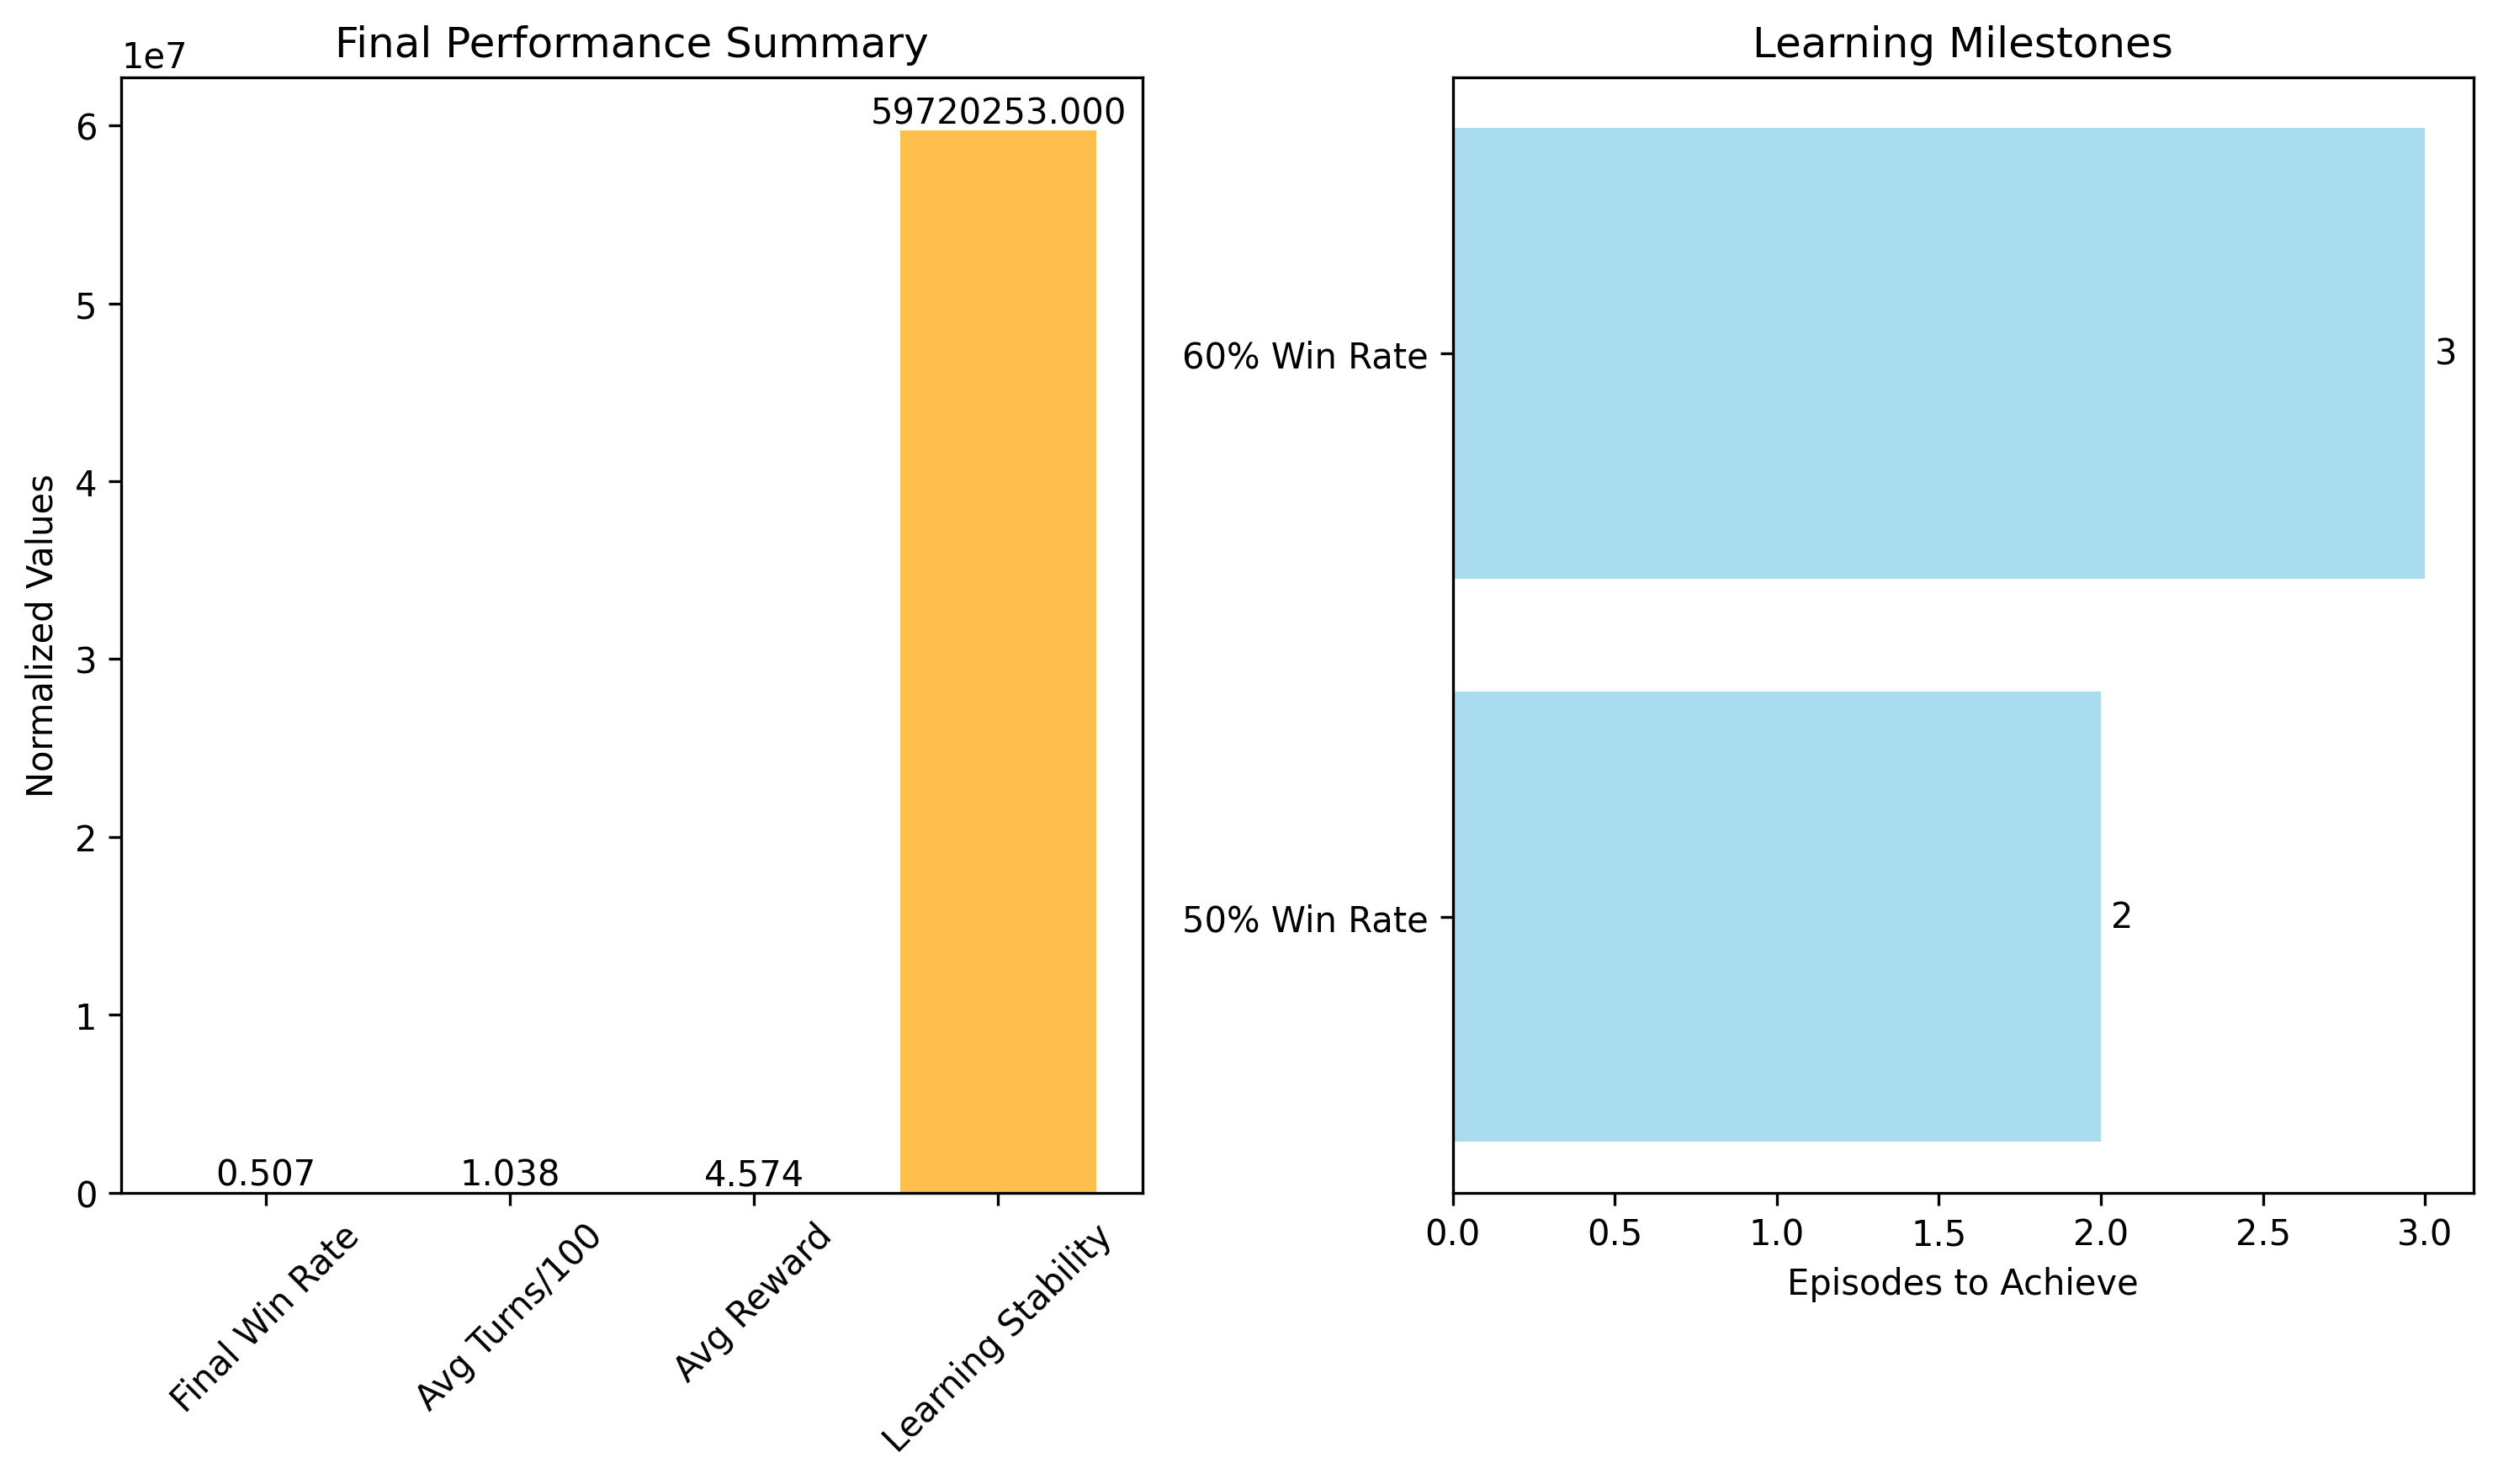 Final Performance Summary
1e7
6
5
4
3
2
1
0
Normalized Values
59720253.000
0.507
1.038
4.574
Final Win Rate
Avg Turns/100
Avg Reward
Learning Stability
Learning Milestones
60% Win Rate
3
50% Win Rate
2
0.0 0.5 1.0 1.5 2.0 2.5 3.0
Episodes to Achieve